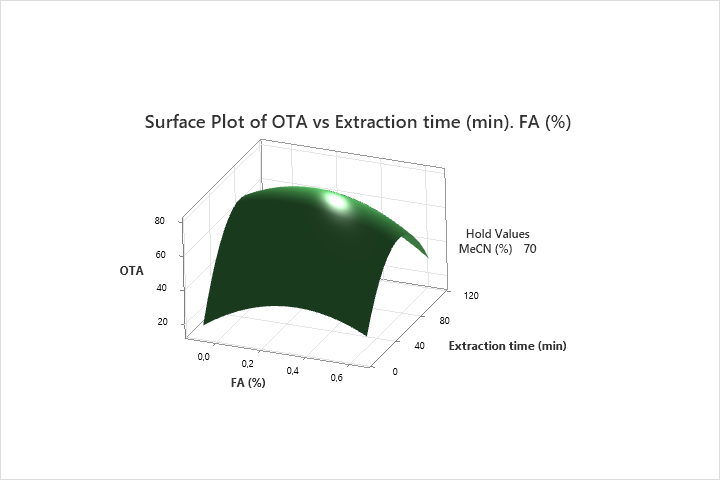 Surface Plot of OTA vs Extraction time (min). FA (%)
Hold Values
MeCN (%) 70
80
60
OTA
40
20
0,0
0,2
0,4
0,6
FA (%)
120
80
40
0
Extraction time (min)